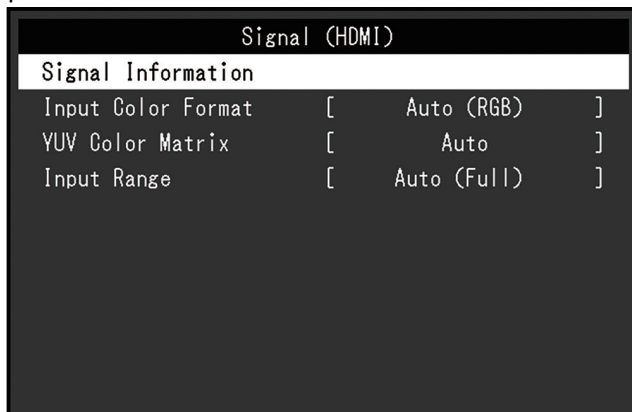 Signal (HDMI)
Signal Information
Input Color Format [ Auto (RGB) ]
YUV Color Matrix [ Auto ]
Input Range [ Auto (Full) ]